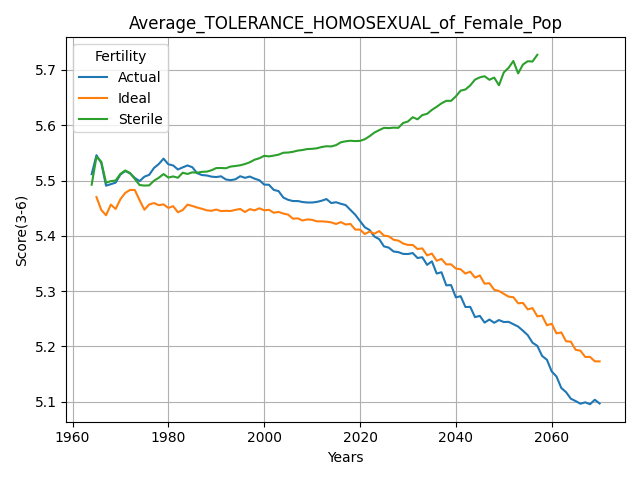 Average_TOLERANCE_HOMOSEXUAL_of_Female_Pop
Fertility
Actual
Ideal
Sterile
Score(3-6)
5.7
5.6
5.5
5.4
5.3
5.2
5.1
1960 1980 2000 2020 2040 2060
Years